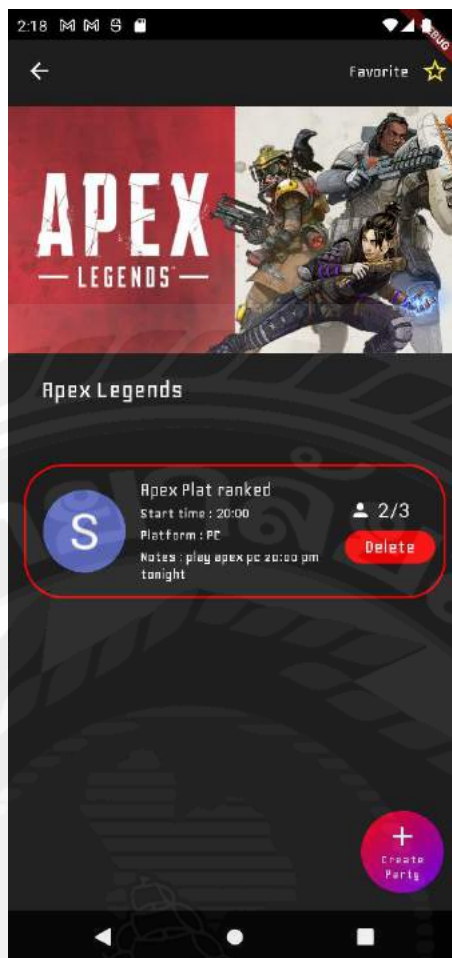 2:18
DEBUG
Favorite
APEX
LEGENDS
Apex Legends
Apex Plat ranked
Start time : 20:00
Platform : PC
Notes : play apex pc 20:00 pm
tonight
S
2/3
Delete
+
Create
Party